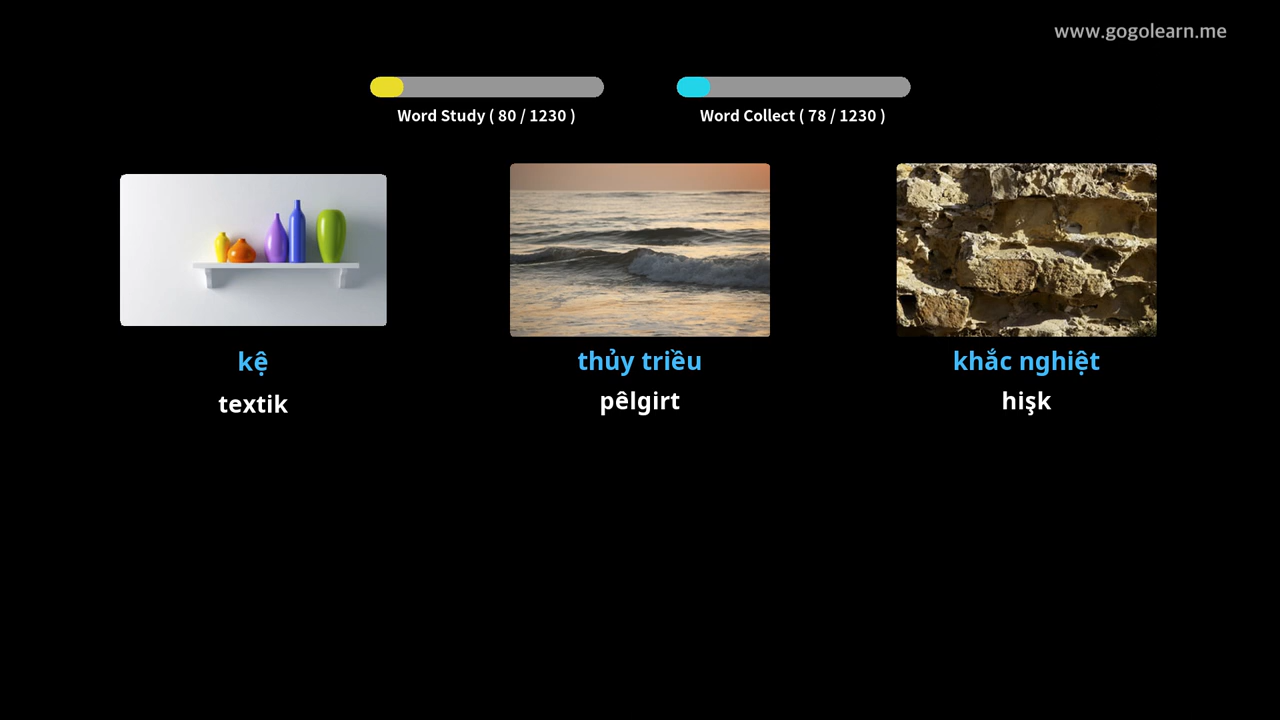 www.gogolearn.me
Word Study ( 80 / 1230 )
Word Collect ( 78 / 1230 )
kệ
textik
thủy triều
pêlgirt
khắc nghiệt
hişk